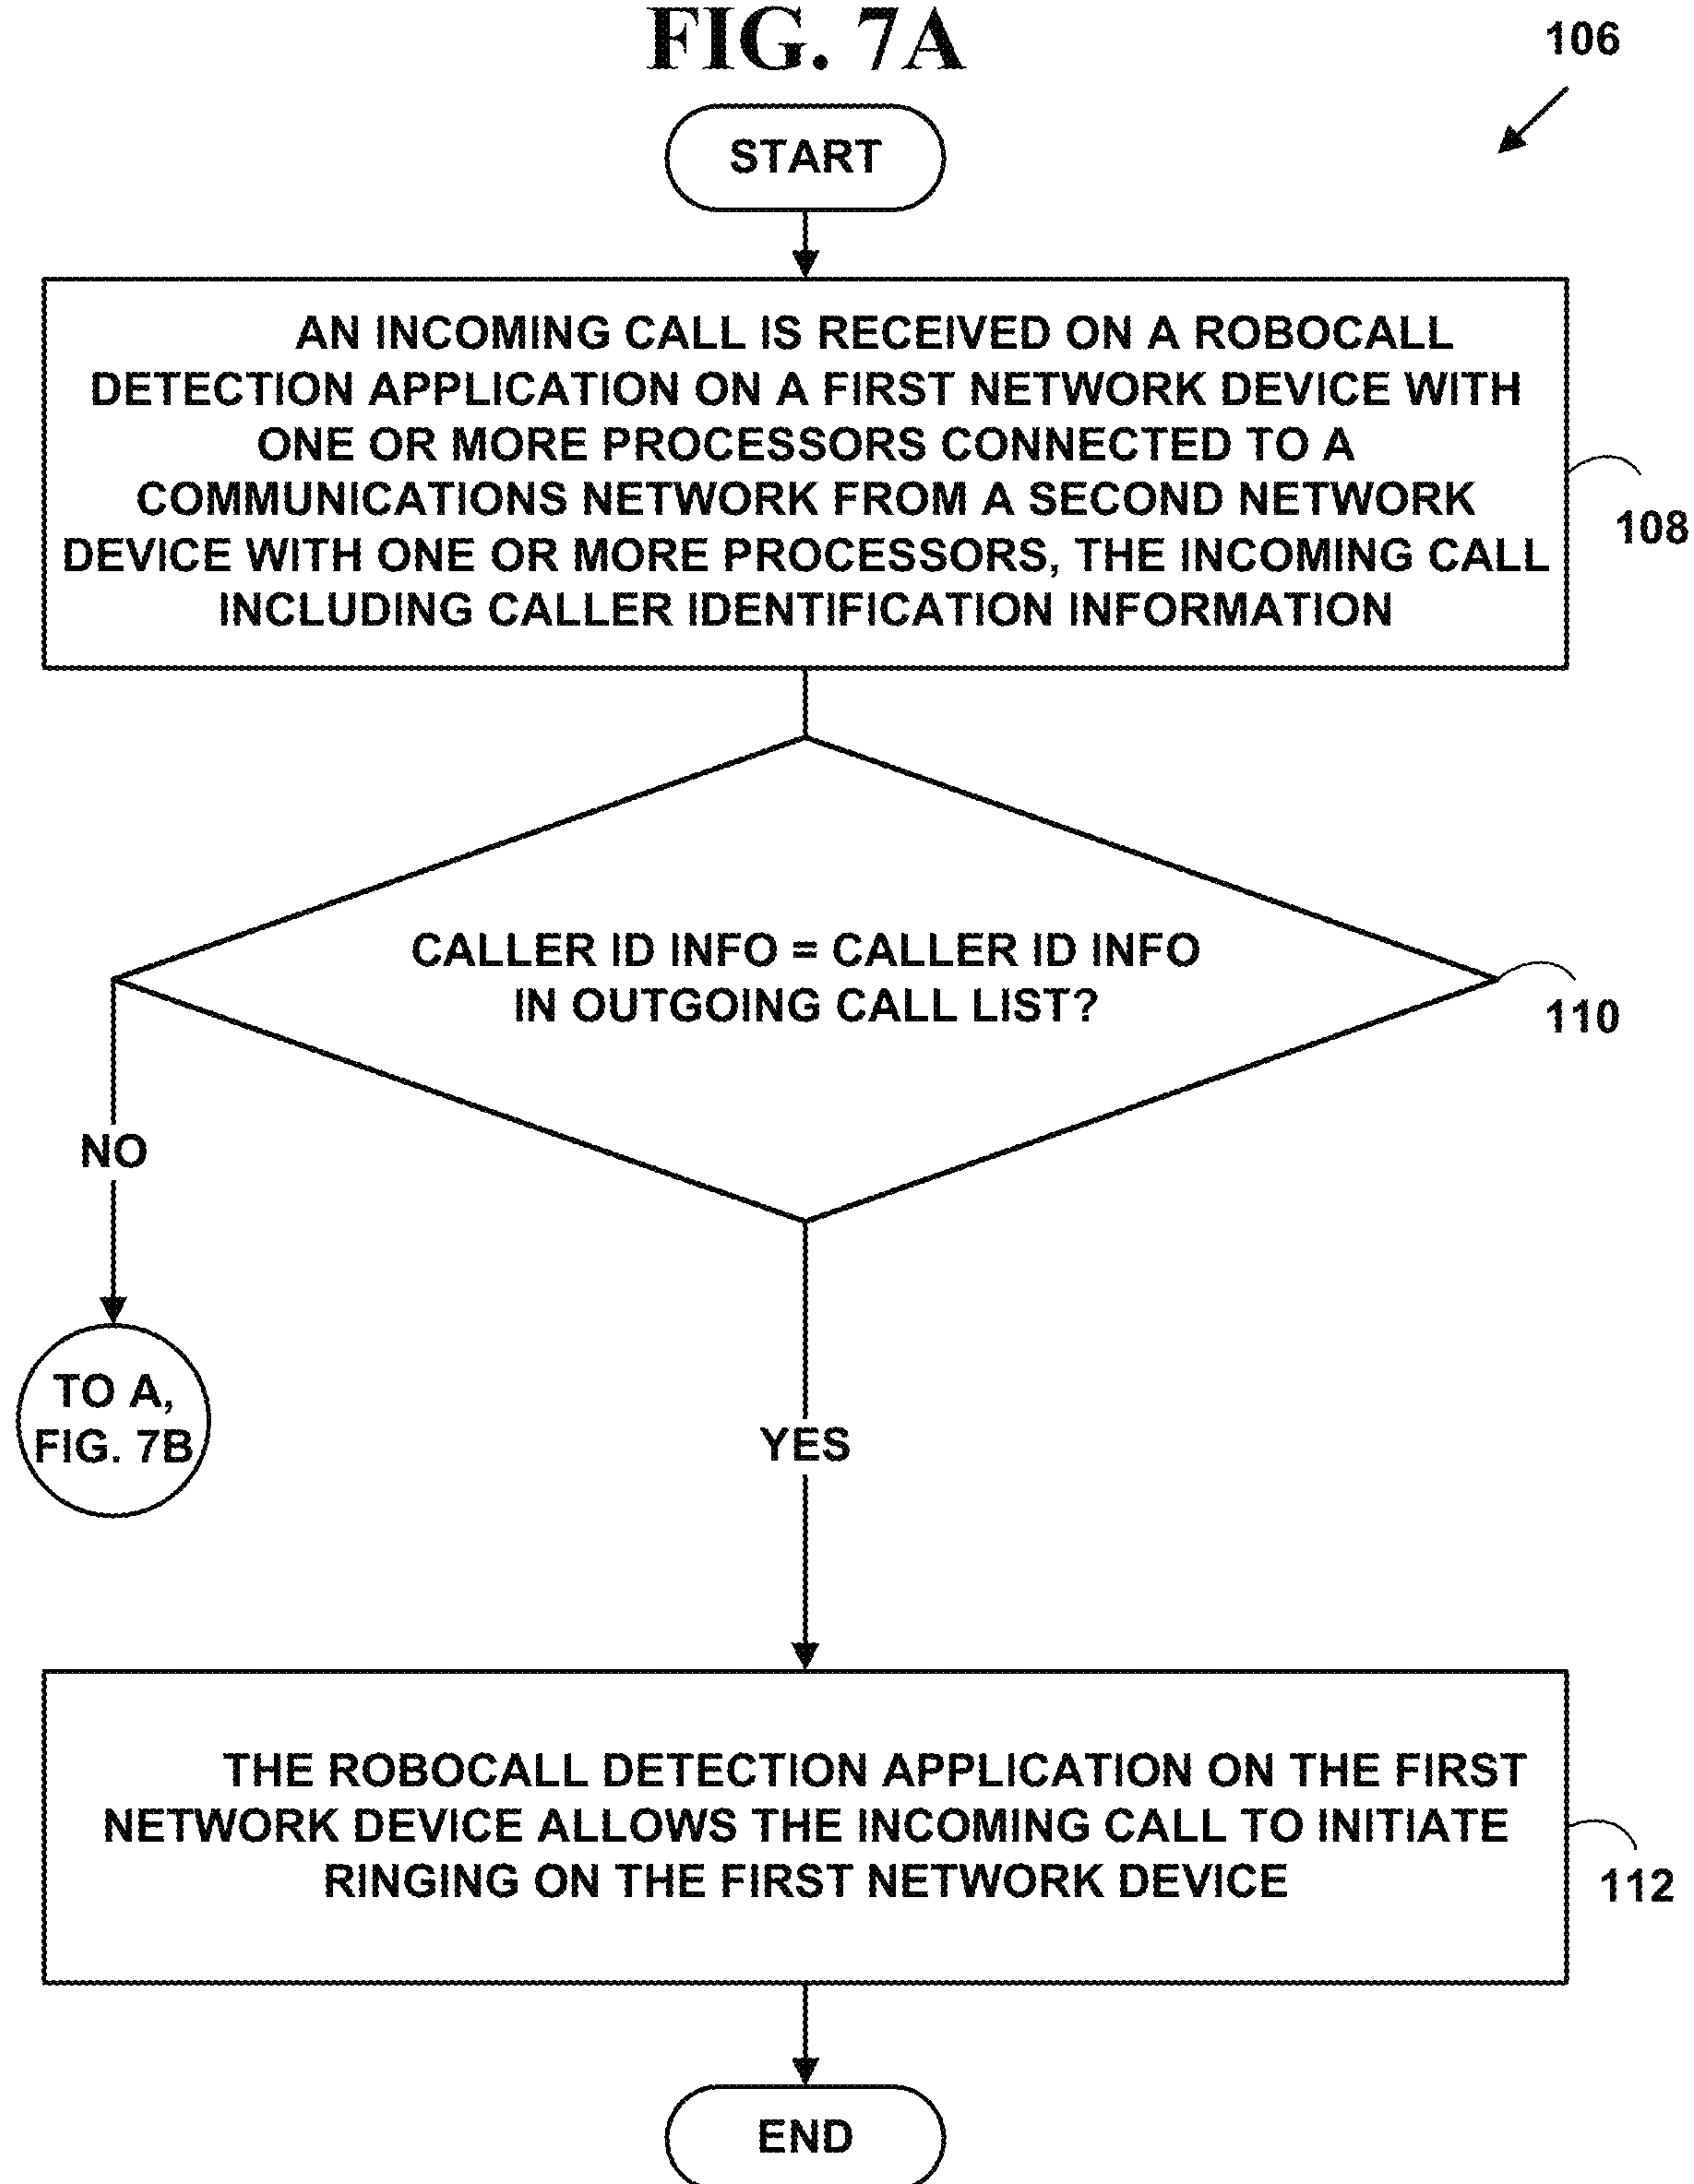 FIG. 7A
106
START
AN INCOMING CALL IS RECEIVED ON A ROBOCALL
DETECTION APPLICATION ON A FIRST NETWORK DEVICE WITH
ONE OR MORE PROCESSORS CONNECTED TO A
COMMUNICATIONS NETWORK FROM A SECOND NETWORK
DEVICE WITH ONE OR MORE PROCESSORS, THE INCOMING CALL
INCLUDING CALLER IDENTIFICATION INFORMATION
108
CALLER ID INFO = CALLER ID INFO
IN OUTGOING CALL LIST?
110
NO
TO A,
FIG. 7B
YES
THE ROBOCALL DETECTION APPLICATION ON THE FIRST
NETWORK DEVICE ALLOWS THE INCOMING CALL TO INITIATE
RINGING ON THE FIRST NETWORK DEVICE
112
END